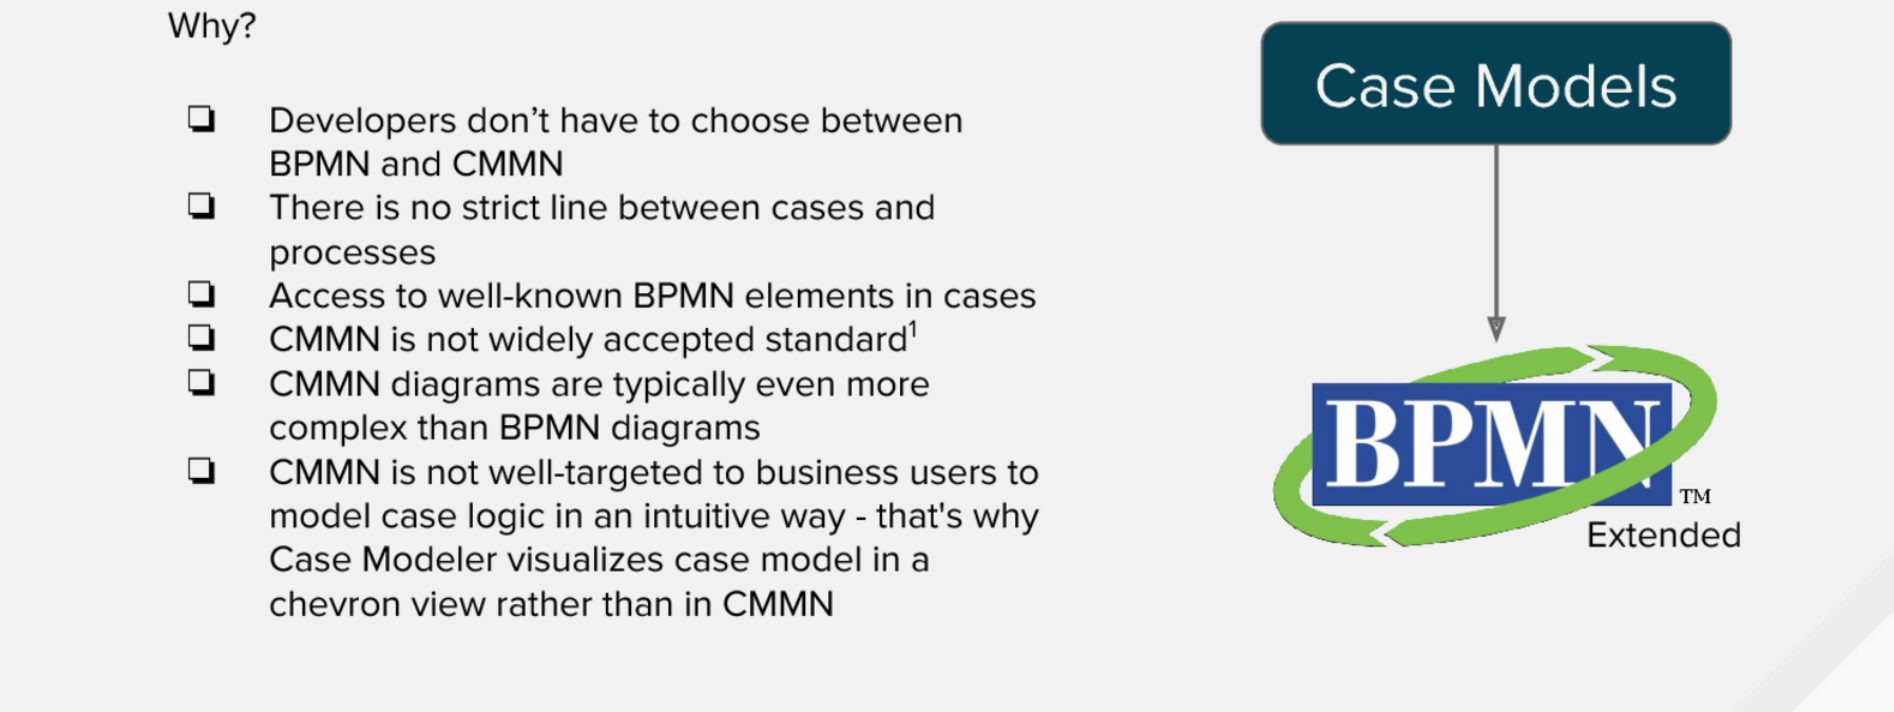 Why?
Developers don't have to choose between
BPMN and CMMN
There is no strict line between cases and
processes
Access to well-known BPMN elements in cases
CMMN is not widely accepted standard¹
CMMN diagrams are typically even more
complex than BPMN diagrams
CMMN is not well-targeted to business users to
model case logic in an intuitive way - that's why
Case Modeler visualizes case model in a
chevron view rather than in CMMN
Case Models
BPMN
TM
Extended